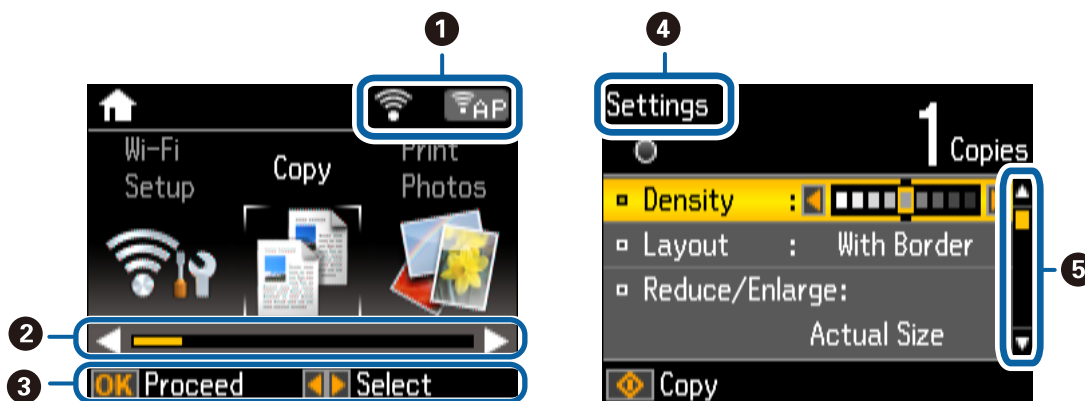 1
4
AP
Wi-Fi
Setup
Copy
Print
Photos
2
3
OK Proceed
Select
Settings
1 Copies
Density :
Layout : With Border
Reduce/Enlarge:
Actual Size
5
Copy